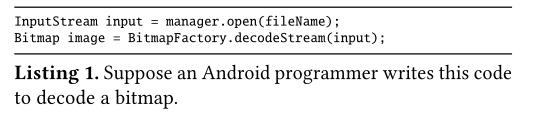 InputStream input = manager.open(fileName);
Bitmap image = BitmapFactory.decodeStream(input);
Listing 1. Suppose an Android programmer writes this code
to decode a bitmap.